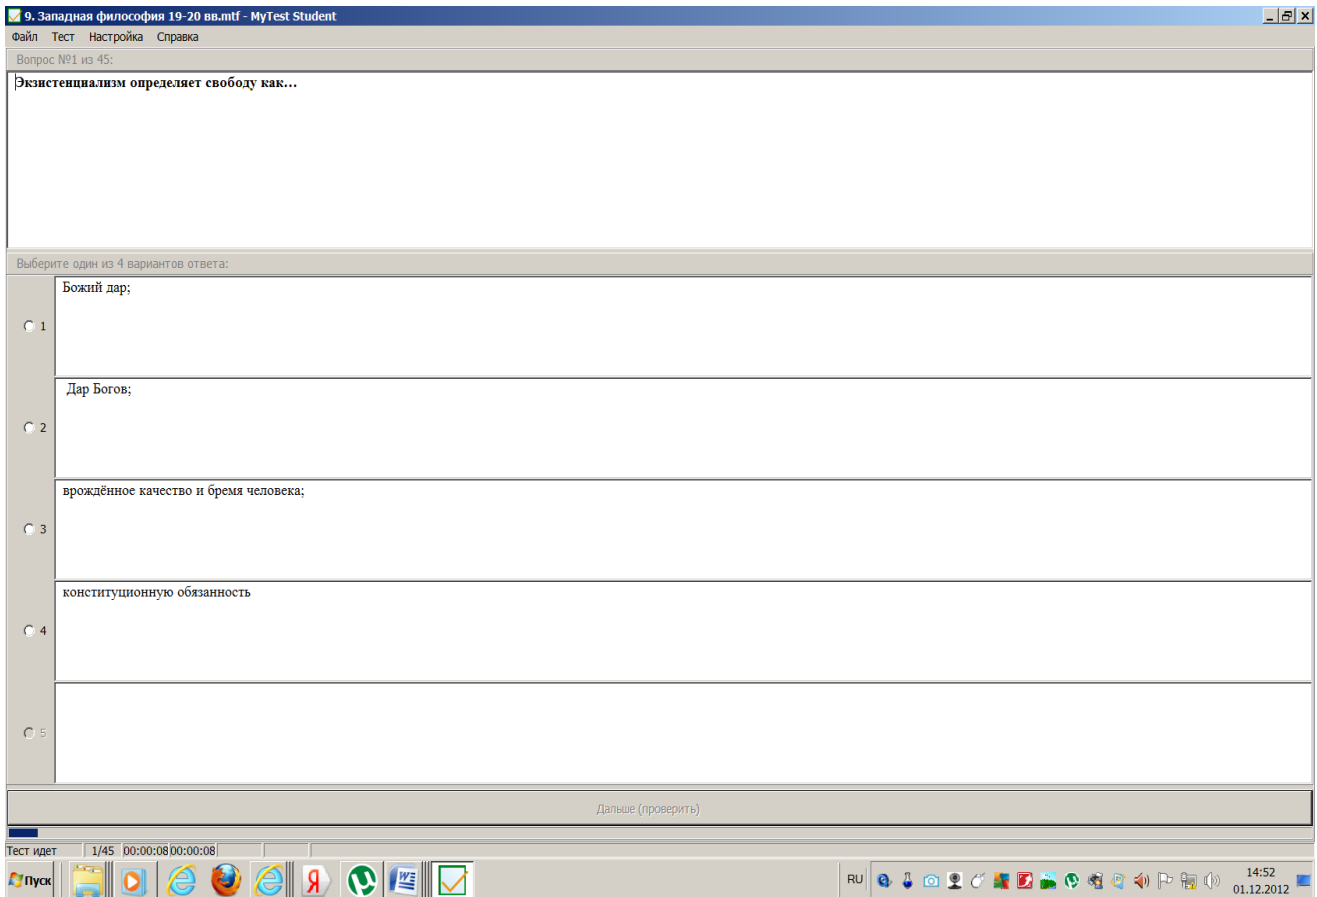 9. Западная философия 19-20 вв.mtf - MyTest Student
Файл Тест Настройка Справка
Вопрос №1 из 45:
Экзистенциализм определяет свободу как…
Выберите один из 4 вариантов ответа:
1 Божий дар;
2 Дар Богов;
3 врождённое качество и бремя человека;
4 конституционную обязанность
5
Дальше (проверить)
Тест идет 1/45 00:00:08 00:00:08
Пуск Я W RU 14:52
01.12.2012